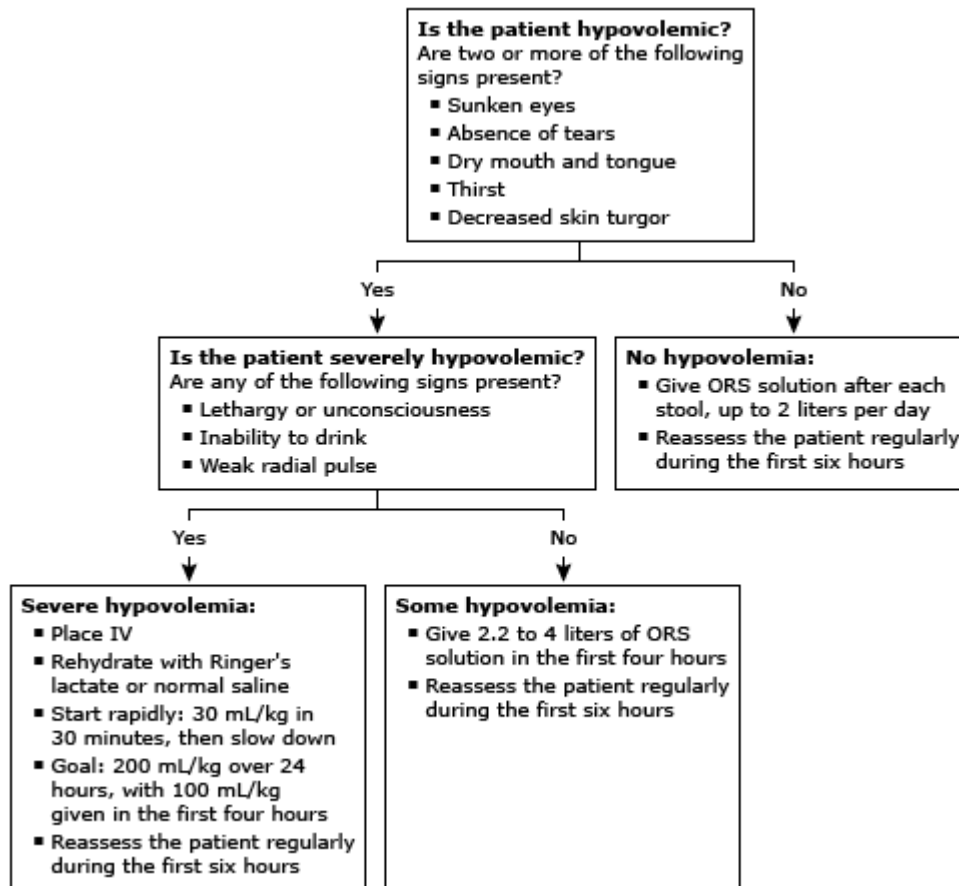 Is the patient hypovolemic?
Are two or more of the following
signs present?
▪ Sunken eyes
▪ Absence of tears
▪ Dry mouth and tongue
▪ Thirst
▪ Decreased skin turgor
Yes
No
Is the patient severely hypovolemic?
Are any of the following signs present?
▪ Lethargy or unconsciousness
▪ Inability to drink
▪ Weak radial pulse
No hypovolemia:
▪ Give ORS solution after each
stool, up to 2 liters per day
▪ Reassess the patient regularly
during the first six hours
Yes
No
Severe hypovolemia:
▪ Place IV
▪ Rehydrate with Ringer's
lactate or normal saline
▪ Start rapidly: 30 mL/kg in
30 minutes, then slow down
▪ Goal: 200 mL/kg over 24
hours, with 100 mL/kg
given in the first four hours
▪ Reassess the patient regularly
during the first six hours
Some hypovolemia:
▪ Give 2.2 to 4 liters of ORS
solution in the first four hours
▪ Reassess the patient regularly
during the first six hours